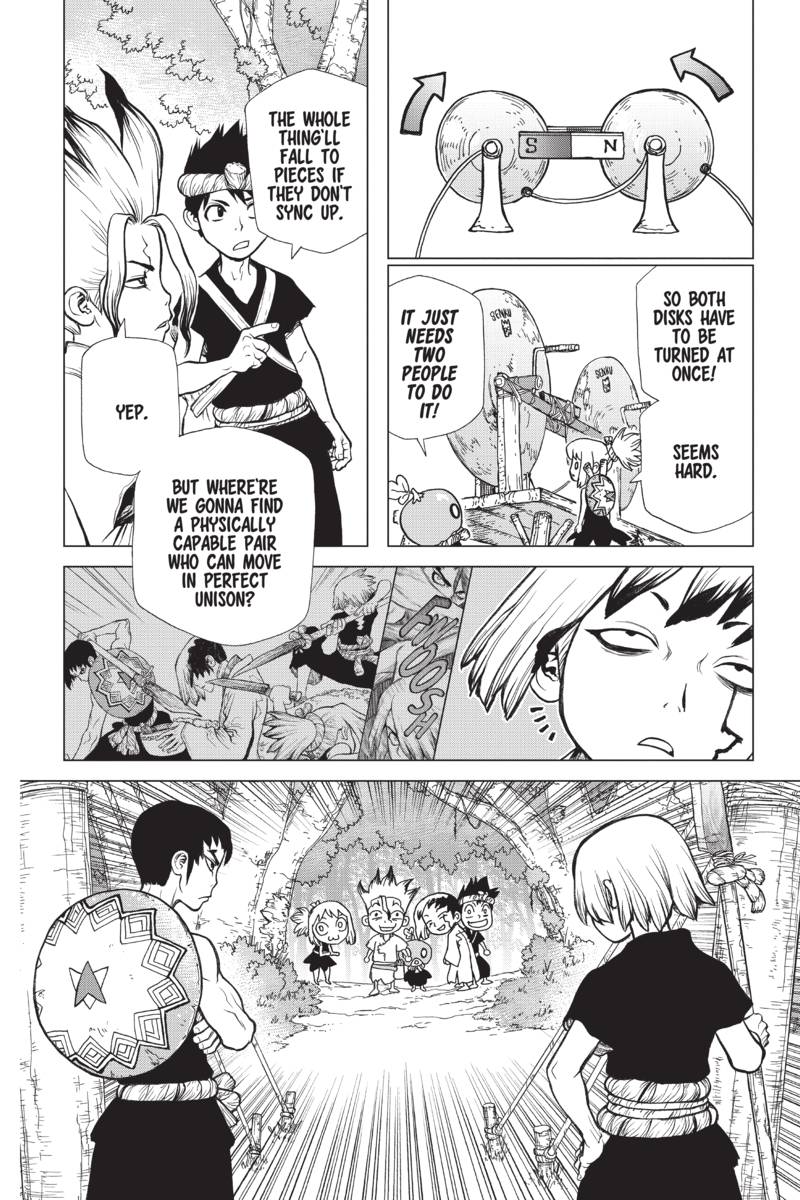 S N
SO BOTH
DISKS HAVE
TO BE
TURNED AT
ONCE!
SEEMS
HARD.
IT JUST
NEEDS
TWO
PEOPLE
TO DO
IT!
SENKU
SENKU
THE WHOLE
THING'LL
FALL TO
PIECES IF
THEY DON'T
SYNC UP.
YEP.
BUT WHERE'RE
WE GONNA FIND
A PHYSICALLY
CAPABLE PAIR
WHO CAN MOVE
IN PERFECT
UNISON?
FWOOSH